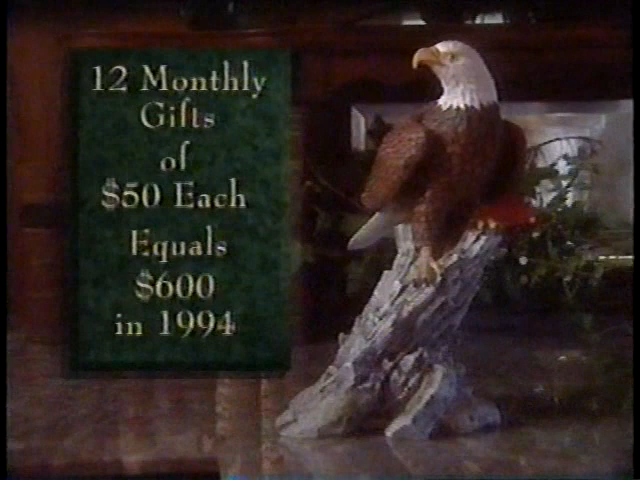 12 Monthly
Gifts
of
$50 Each
Equals
$600
in 1994